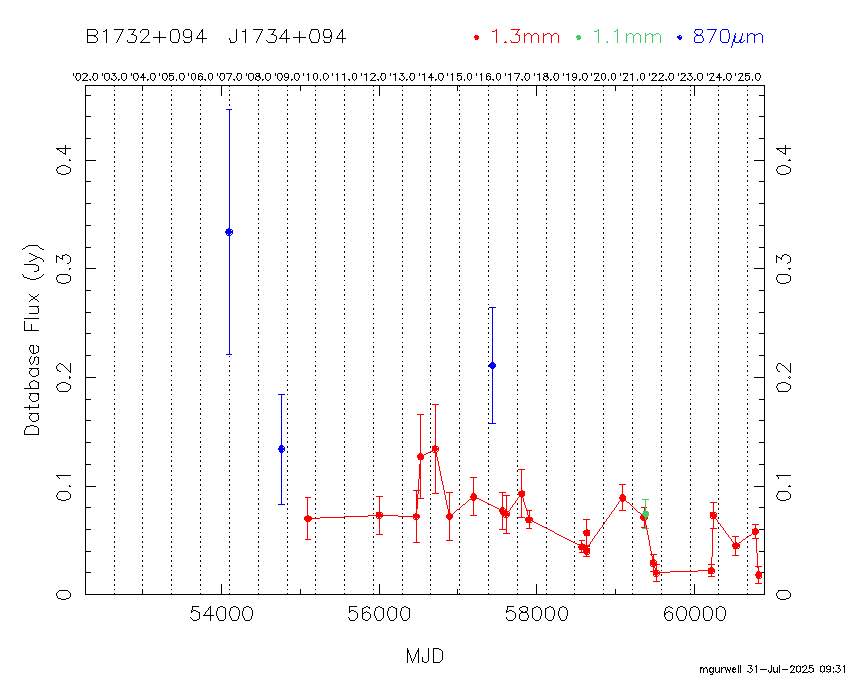 B1732+094 J1734+094 1.3mm 1.1mm 870μm
'02.0 '03.0 '04.0 '05.0 '06.0 '07.0 '08.0 '09.0 '10.0 '11.0 '12.0 '13.0 '14.0 '15.0 '16.0 '17.0 '18.0 '19.0 '20.0 '21.0 '22.0 '23.0 '24.0 '25.0
0.4 0.4
0.3 0.3
Database Flux (Jy)
0.2 0.2
0.1 0.1
0 0
54000 56000 58000 60000
MJD
mgurwell 31-Jul-2025 09:31